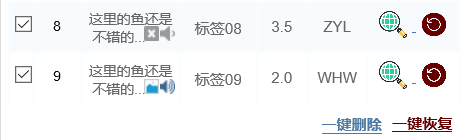 8 这里的鱼还是不错的... 标签08 3.5 ZYL -
9 这里的鱼还是不错的... 标签09 2.0 WHW -
一键删除 一键恢复